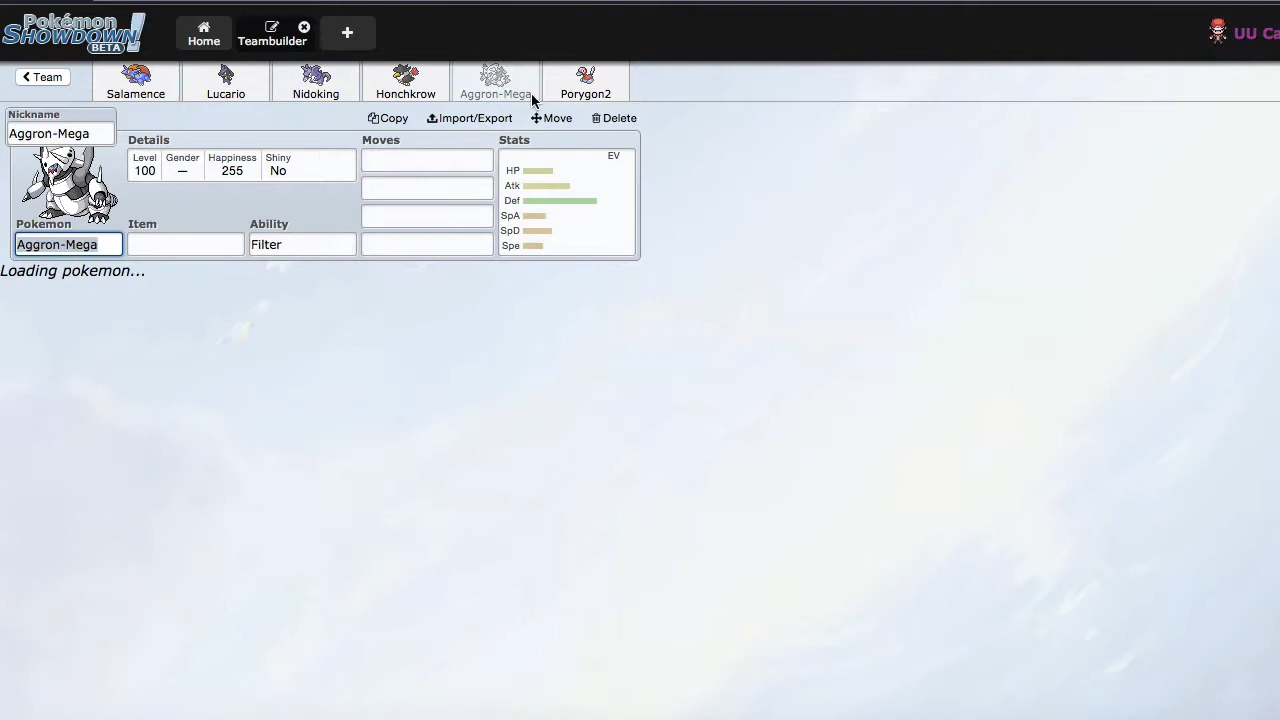 Pokémon
SHOWDOWN!
BETA
Home
Teambuilder
+
UU Ca
Team
Salamence
Lucario
Nidoking
Honchkrow
Aggron-Mega
Porygon2
Nickname
Aggron-Mega
Copy
Import/Export
Move
Delete
Details
Moves
Stats
Level
Gender
Happiness
Shiny
100
—
255
No
EV
HP
Atk
Def
SpA
SpD
Spe
Pokemon
Item
Ability
Aggron-Mega
Filter
Loading pokemon...